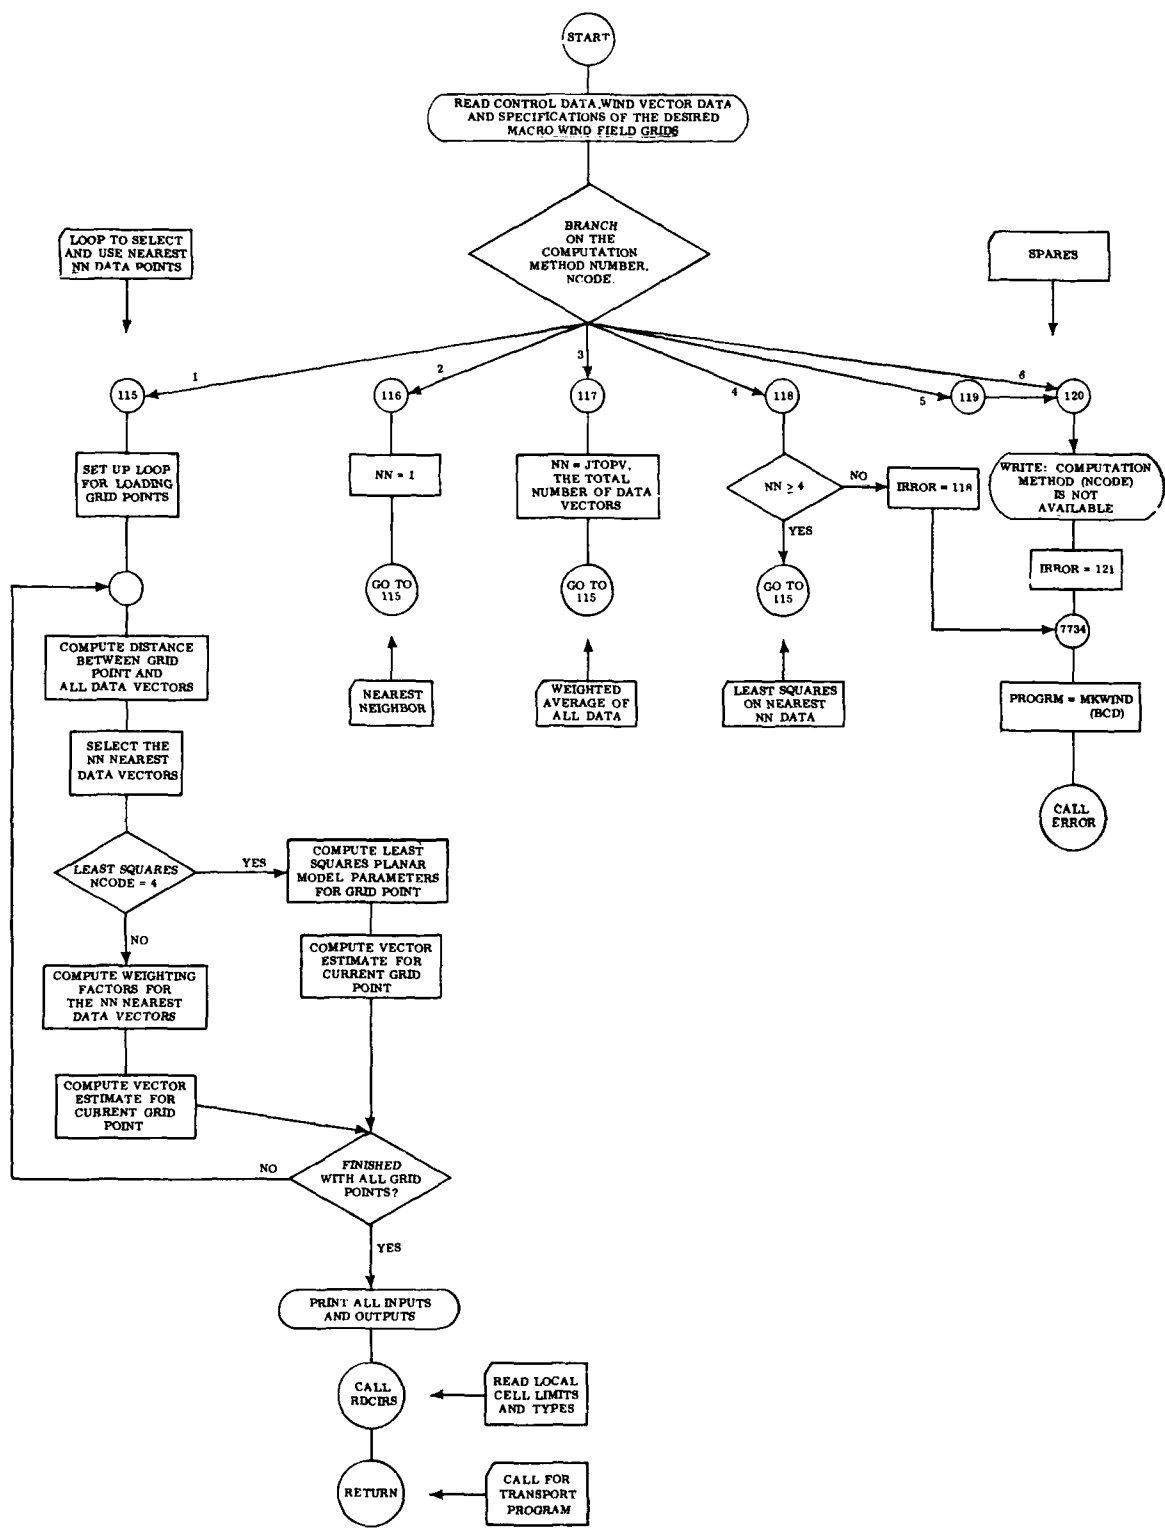 START
READ CONTROL DATA, WIND VECTOR DATA
AND SPECIFICATIONS OF THE DESIRED
MACRO WIND FIELD GRIDS
BRANCH
ON THE
COMPUTATION
METHOD NUMBER,
NCODE.
LOOP TO SELECT
AND USE NEAREST
NN DATA POINTS
SPARES
1
2
3
4
5
6
115
116
117
118
119
120
SET UP LOOP
FOR LOADING
GRID POINTS
NN = 1
NN = JTOPV,
THE TOTAL
NUMBER OF DATA
VECTORS
NN ≥ 4
NO
YES
IRROR = 118
WRITE: COMPUTATION
METHOD (NCODE)
IS NOT
AVAILABLE
IRROR = 121
GO TO
115
GO TO
115
GO TO
115
7734
NEAREST
NEIGHBOR
WEIGHTED
AVERAGE OF
ALL DATA
LEAST SQUARES
ON NEAREST
NN DATA
PROGRM = MKWIND
(BCD)
CALL
ERROR
COMPUTE DISTANCE
BETWEEN GRID
POINT AND
ALL DATA VECTORS
SELECT THE
NN NEAREST
DATA VECTORS
LEAST SQUARES
NCODE = 4
YES
NO
COMPUTE LEAST
SQUARES PLANAR
MODEL PARAMETERS
FOR GRID POINT
COMPUTE VECTOR
ESTIMATE FOR
CURRENT GRID
POINT
COMPUTE WEIGHTING
FACTORS FOR
THE NN NEAREST
DATA VECTORS
COMPUTE VECTOR
ESTIMATE FOR
CURRENT GRID
POINT
FINISHED
WITH ALL GRID
POINTS?
NO
YES
PRINT ALL INPUTS
AND OUTPUTS
CALL
RDCIRS
READ LOCAL
CELL LIMITS
AND TYPES
RETURN
CALL FOR
TRANSPORT
PROGRAM